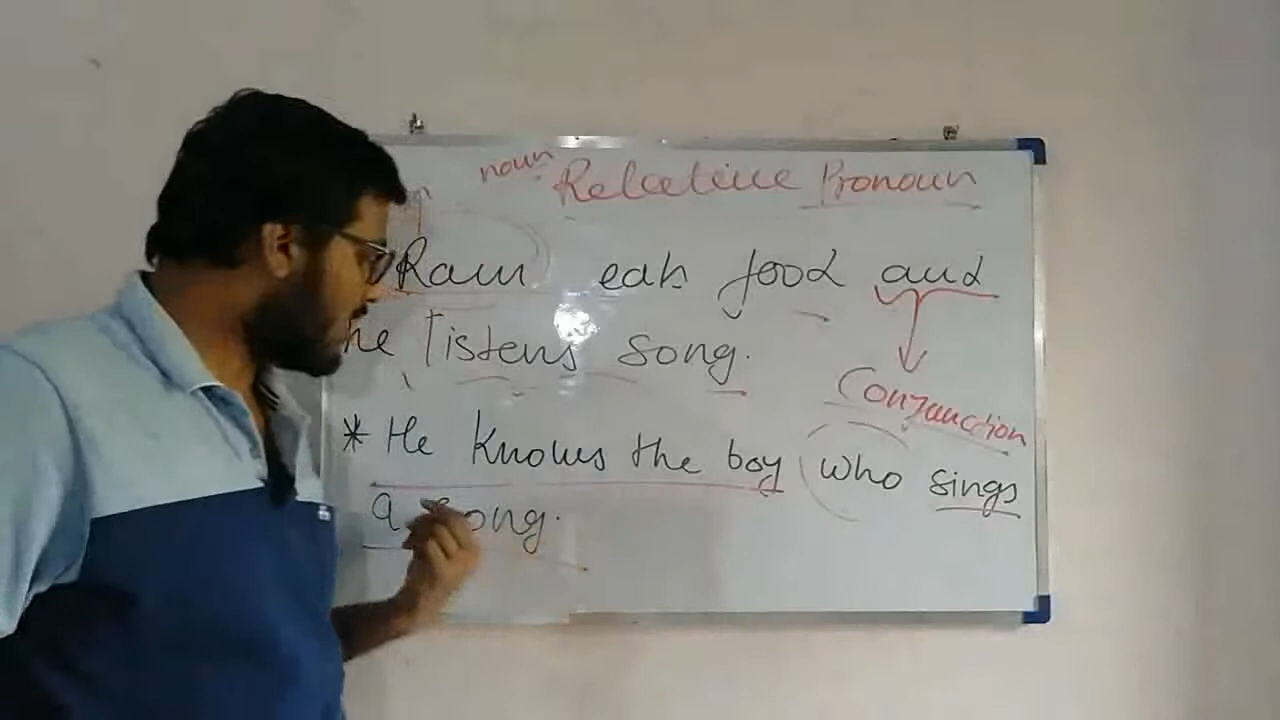 noun Relative Pronoun
Ram eats food and
he listens song.
Conjunction
* He knows the boy who sings
a song.